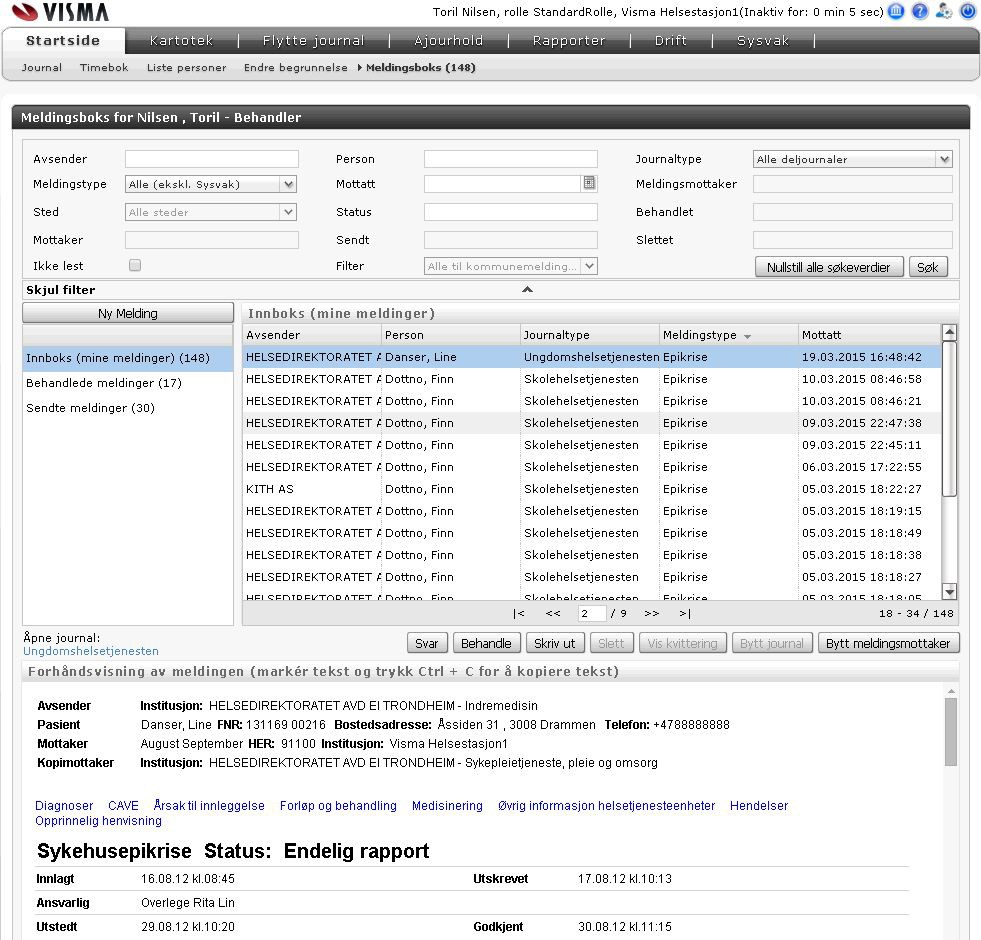 VISMA
Toril Nilsen, rolle StandardRolle, Visma Helsestasjon1(Inaktiv for: 0 min 5 sec)
Startside Kartotek Flytte journal Ajourhold Rapporter Drift Sysvak
Journal Timebok Liste personer Endre begrunnelse Meldingsboks (148)
Meldingsboks for Nilsen , Toril - Behandler
Avsender Person Journaltype Alle deljournaler
Meldingstype Alle (ekskl. Sysvak) Mottatt Meldingsmottaker
Sted Alle steder Status Behandlet
Mottaker Sendt Slettet
Ikke lest Filter Alle til kommunemelding... Nullstill alle søkeverdier Søk
Skjul filter
Ny Melding
Innboks (mine meldinger) (148)
Behandlede meldinger (17)
Sendte meldinger (30)
Innboks (mine meldinger)
Avsender Person Journaltype Meldingstype Mottatt
HELSEDIREKTORATET A Danser, Line Ungdomshelsetjenesten Epikrise 19.03.2015 16:48:42
HELSEDIREKTORATET A Dottno, Finn Skolehelsetjenesten Epikrise 10.03.2015 08:46:58
HELSEDIREKTORATET A Dottno, Finn Skolehelsetjenesten Epikrise 10.03.2015 08:46:21
HELSEDIREKTORATET A Dottno, Finn Skolehelsetjenesten Epikrise 09.03.2015 22:47:38
HELSEDIREKTORATET A Dottno, Finn Skolehelsetjenesten Epikrise 09.03.2015 22:45:11
HELSEDIREKTORATET A Dottno, Finn Skolehelsetjenesten Epikrise 06.03.2015 17:22:55
KITH AS Dottno, Finn Skolehelsetjenesten Epikrise 05.03.2015 18:22:27
HELSEDIREKTORATET A Dottno, Finn Skolehelsetjenesten Epikrise 05.03.2015 18:19:15
HELSEDIREKTORATET A Dottno, Finn Skolehelsetjenesten Epikrise 05.03.2015 18:18:49
HELSEDIREKTORATET A Dottno, Finn Skolehelsetjenesten Epikrise 05.03.2015 18:18:38
HELSEDIREKTORATET A Dottno, Finn Skolehelsetjenesten Epikrise 05.03.2015 18:18:27
HELSEDIREKTORATET A Dottno, Finn Skolehelsetjenesten Epikrise 05.03.2015 18:18:05
|< << 2 / 9 >> >| 18 - 34 / 148
Åpne journal:
Ungdomshelsetjenesten
Svar Behandle Skriv ut Slett Vis kvittering Bytt journal Bytt meldingsmottaker
Forhåndsvisning av meldingen (markér tekst og trykk Ctrl + C for å kopiere tekst)
Avsender Institusjon: HELSEDIREKTORATET AVD EI TRONDHEIM - Indremedisin
Pasient Danser, Line FNR: 131169 00216 Bostedsadresse: Åssiden 31 , 3008 Drammen Telefon: +4788888888
Mottaker August September HER: 91100 Institusjon: Visma Helsestasjon1
Kopimottaker Institusjon: HELSEDIREKTORATET AVD EI TRONDHEIM - Sykepleietjeneste, pleie og omsorg
Diagnoser CAVE Årsak til innleggelse Forløp og behandling Medisinering Øvrig informasjon helsetjenesteenheter Hendelser
Opprinnelig henvisning
Sykehusepikrise Status: Endelig rapport
Innlagt 16.08.12 kl.08:45 Utskrevet 17.08.12 kl.10:13
Ansvarlig Overlege Rita Lin
Utstedt 29.08.12 kl.10:20 Godkjent 30.08.12 kl.11:15